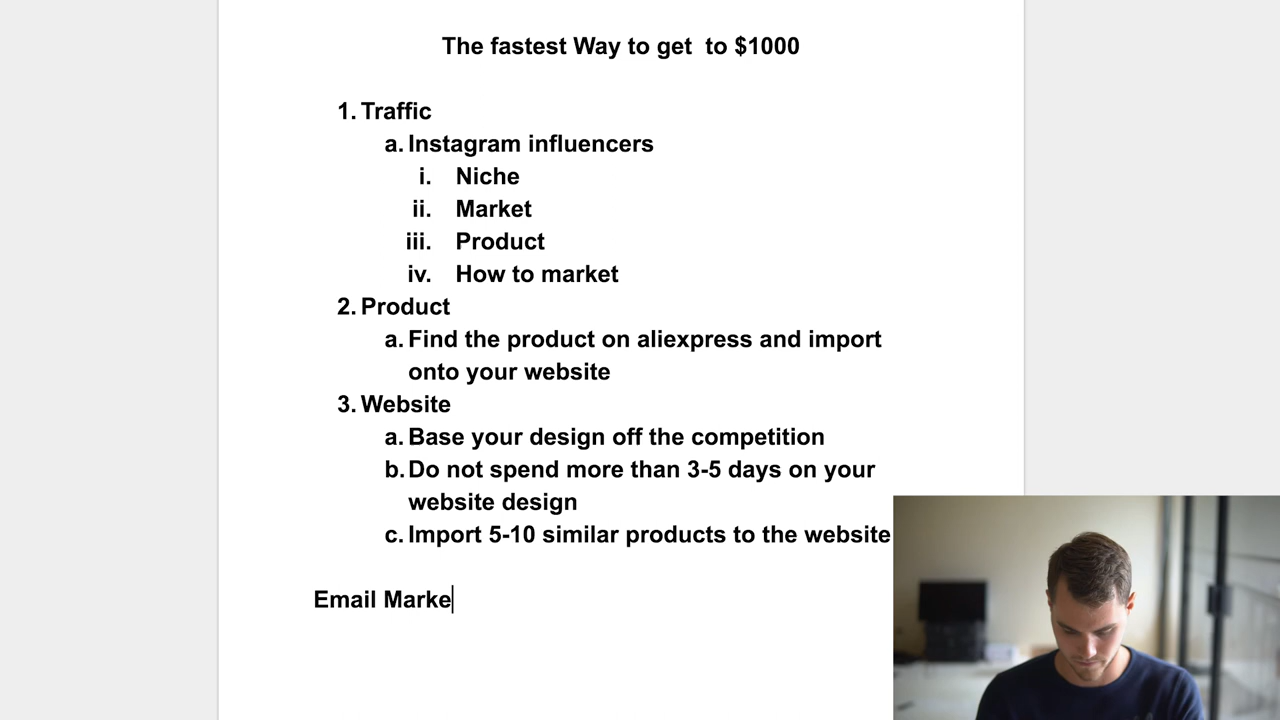 The fastest Way to get  to $1000
1. Traffic
a. Instagram influencers
i. Niche
ii. Market
iii. Product
iv. How to market
2. Product
a. Find the product on aliexpress and import
onto your website
3. Website
a. Base your design off the competition
b. Do not spend more than 3-5 days on your
website design
c. Import 5-10 similar products to the website
Email Marke